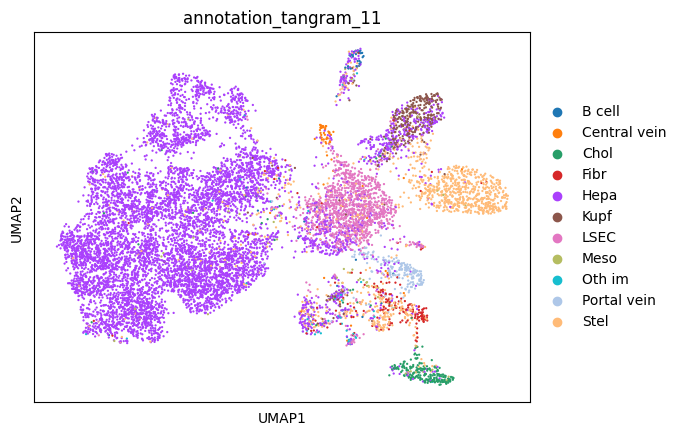 annotation_tangram_11
UMAP2
UMAP1
B cell
Central vein
Chol
Fibr
Hepa
Kupf
LSEC
Meso
Oth im
Portal vein
Stel